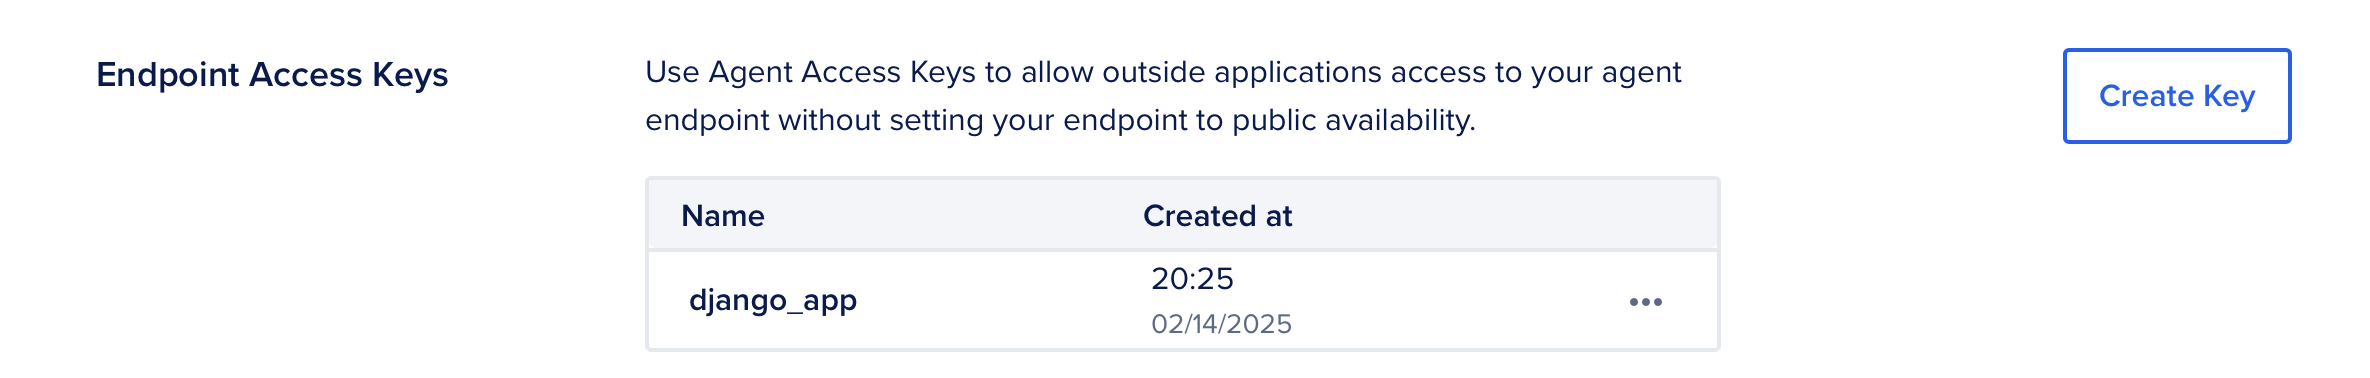 Endpoint Access Keys
Use Agent Access Keys to allow outside applications access to your agent
endpoint without setting your endpoint to public availability.
Create Key
Name Created at
django_app 20:25
02/14/2025